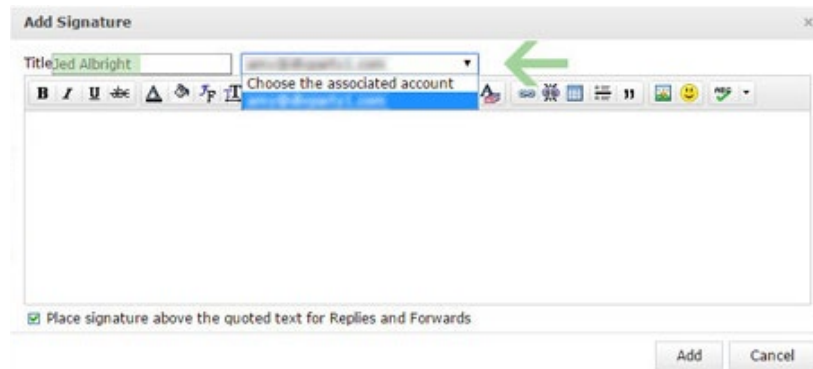 Add Signature ×
Title Jed Albright
Choose the associated account
B I U abc
Place signature above the quoted text for Replies and Forwards
Add Cancel